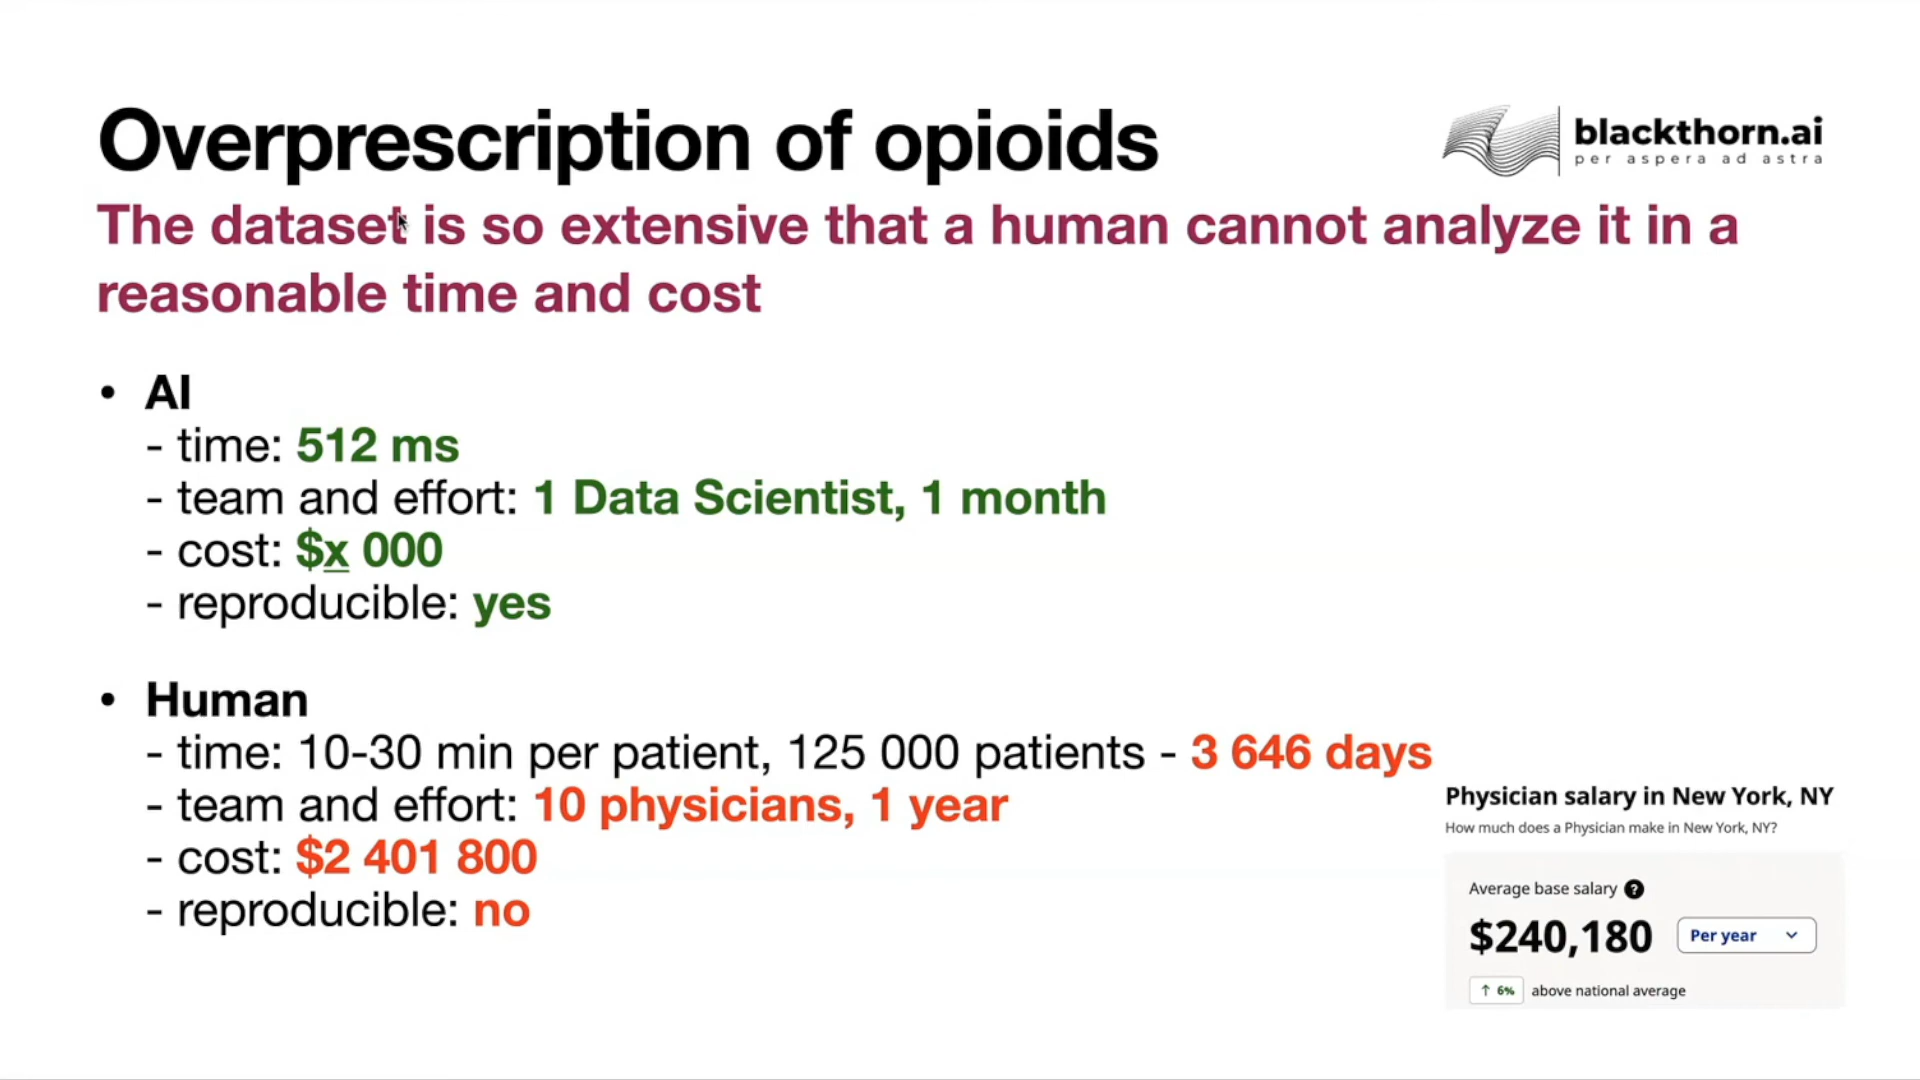 Overprescription of opioids
blackthorn.ai
per aspera ad astra
The dataset is so extensive that a human cannot analyze it in a
reasonable time and cost
• AI
- time: 512 ms
- team and effort: 1 Data Scientist, 1 month
- cost: $x 000
- reproducible: yes
• Human
- time: 10-30 min per patient, 125 000 patients - 3 646 days
- team and effort: 10 physicians, 1 year
- cost: $2 401 800
- reproducible: no
Physician salary in New York, NY
How much does a Physician make in New York, NY?
Average base salary ?
$240,180 Per year
↑ 6% above national average